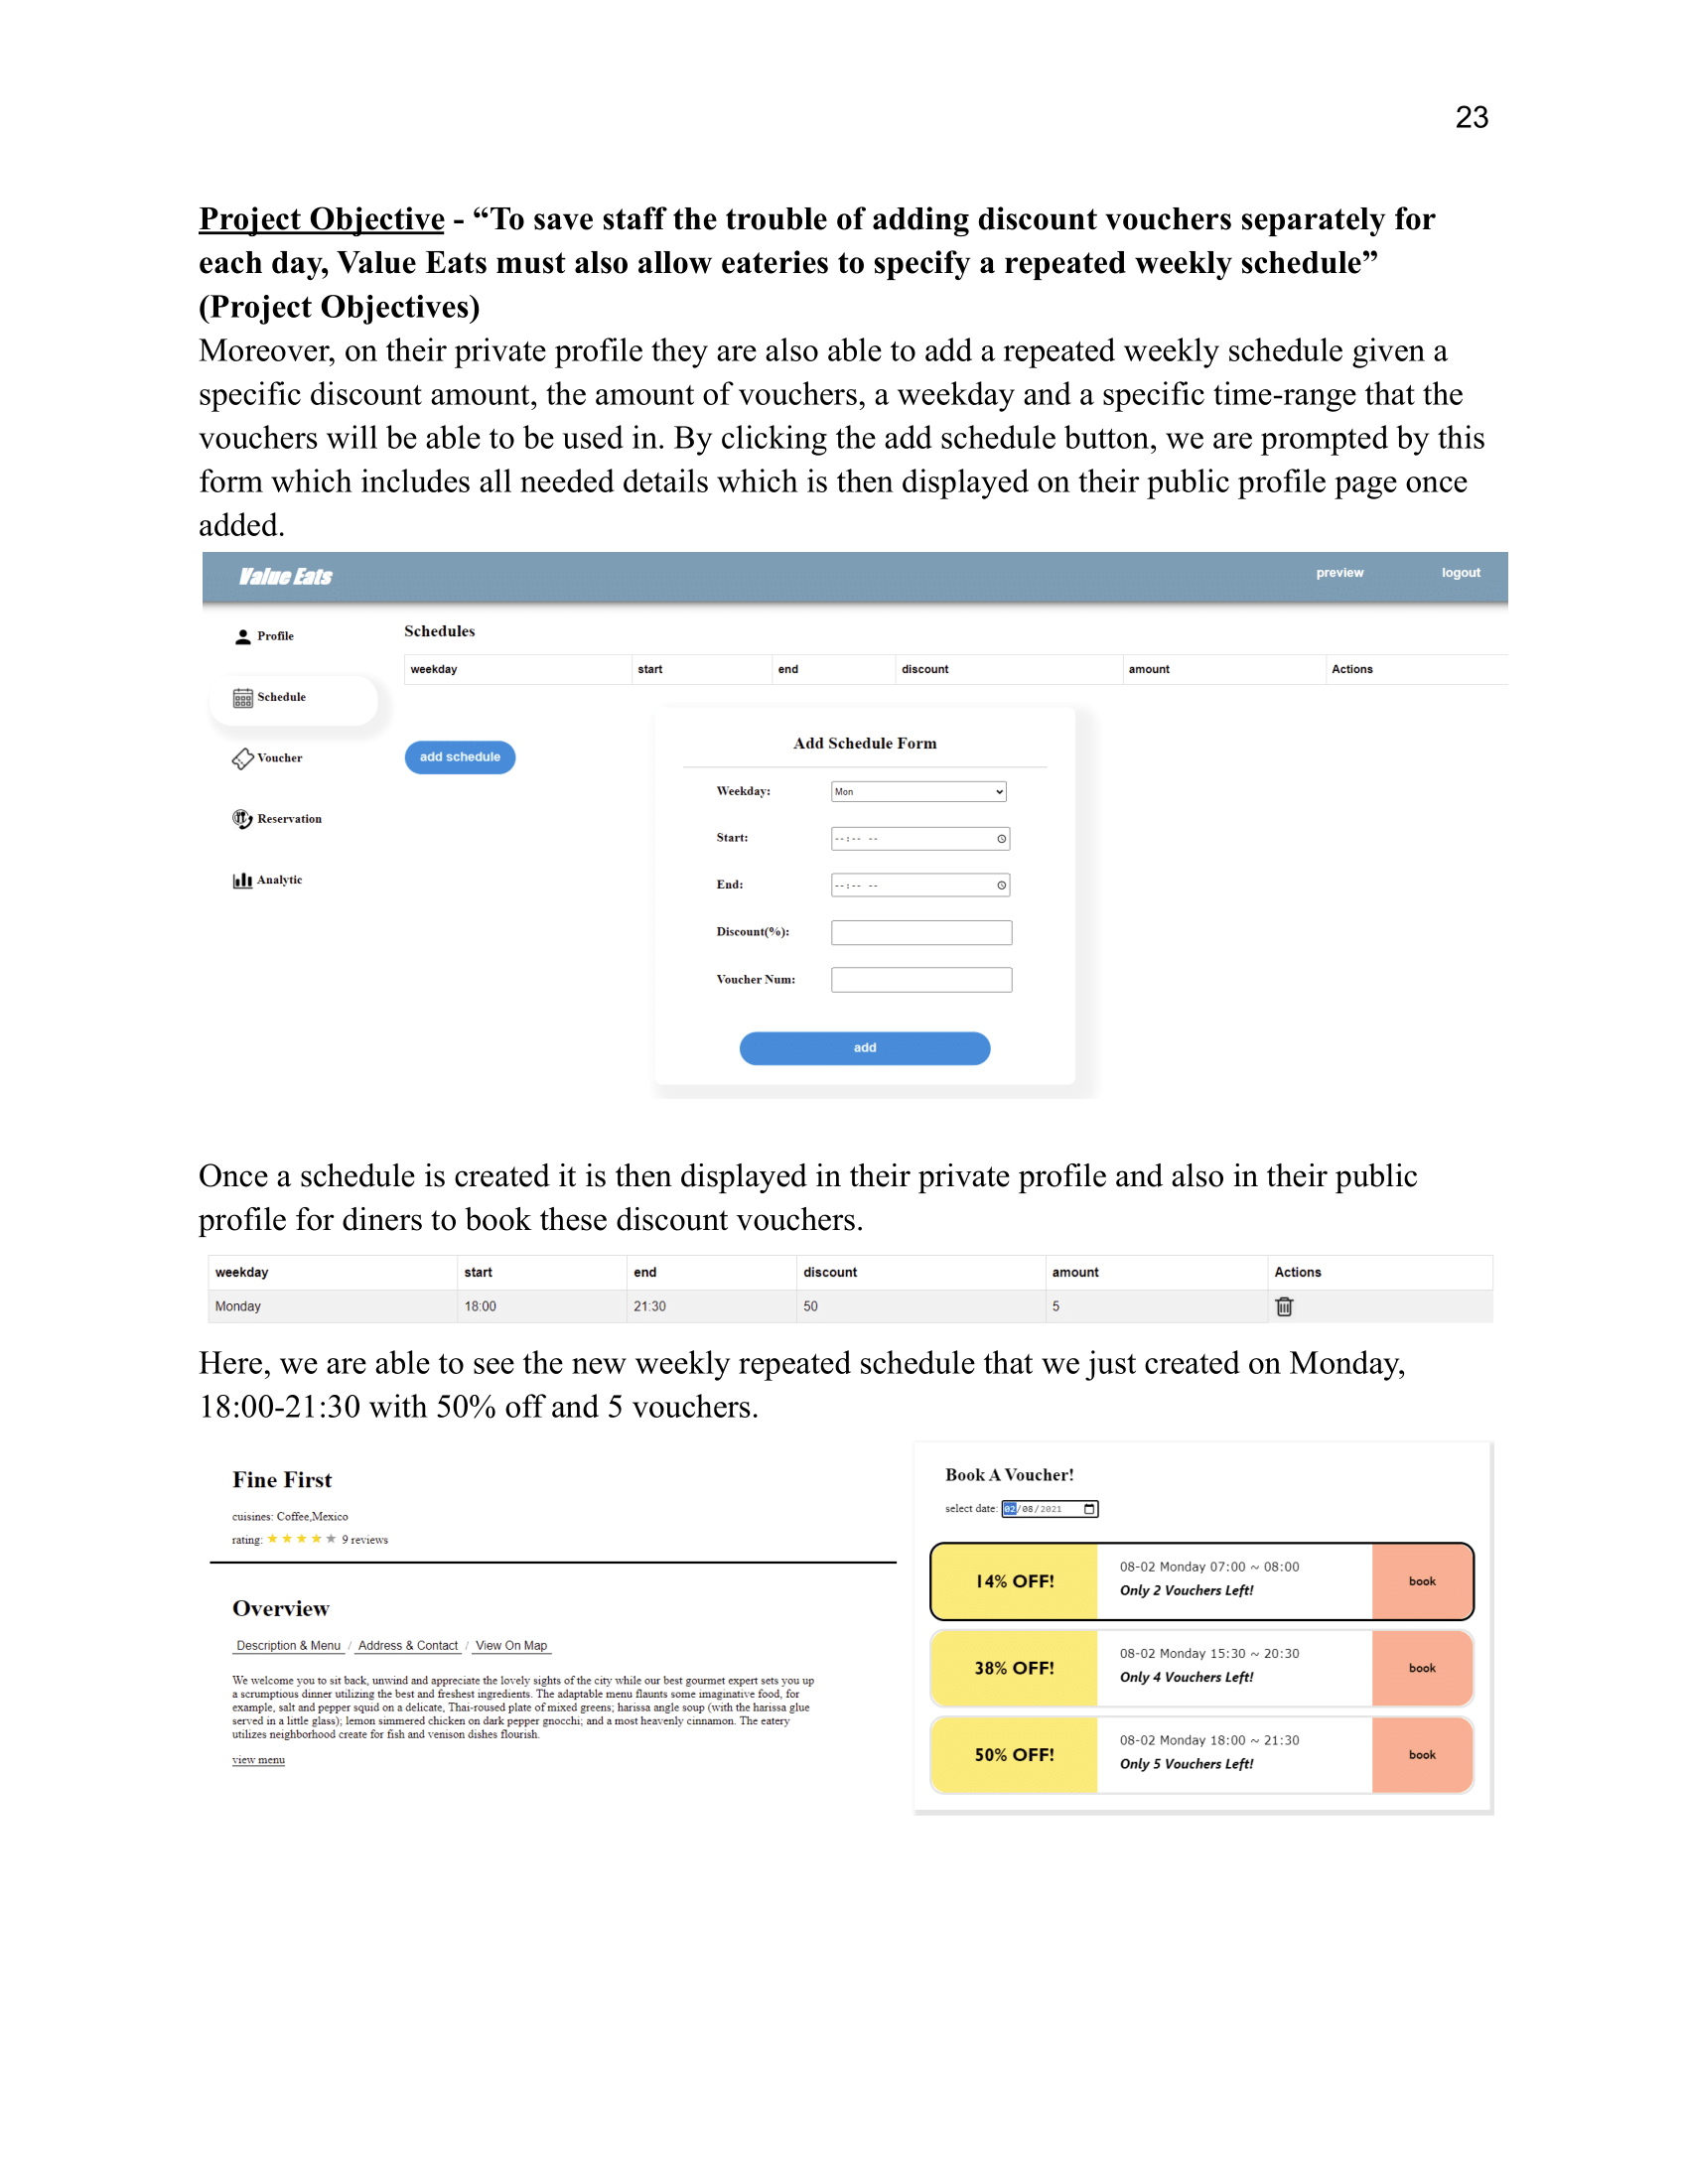 23
Project Objective - “To save staff the trouble of adding discount vouchers separately for
each day, Value Eats must also allow eateries to specify a repeated weekly schedule”
(Project Objectives)
Moreover, on their private profile they are also able to add a repeated weekly schedule given a
specific discount amount, the amount of vouchers, a weekday and a specific time-range that the
vouchers will be able to be used in. By clicking the add schedule button, we are prompted by this
form which includes all needed details which is then displayed on their public profile page once
added.
Value Eats preview logout
Profile
Schedule
Voucher
Reservation
Analytic
Schedules
weekday start end discount amount Actions
add schedule
Add Schedule Form
Weekday: Mon
Start: --:-- --
End: --:-- --
Discount(%):
Voucher Num:
add
Once a schedule is created it is then displayed in their private profile and also in their public
profile for diners to book these discount vouchers.
weekday start end discount amount Actions
Monday 18:00 21:30 50 5
Here, we are able to see the new weekly repeated schedule that we just created on Monday,
18:00-21:30 with 50% off and 5 vouchers.
Fine First
cuisines: Coffee,Mexico
rating: ★ ★ ★ ★ ★ 9 reviews
Overview
Description & Menu / Address & Contact / View On Map
We welcome you to sit back, unwind and appreciate the lovely sights of the city while our best gourmet expert sets you up
a scrumptious dinner utilizing the best and freshest ingredients. The adaptable menu flaunts some imaginative food, for
example, salt and pepper squid on a delicate, Thai-roused plate of mixed greens; harissa angle soup (with the harissa glue
served in a little glass); lemon simmered chicken on dark pepper gnocchi; and a most heavenly cinnamon. The eatery
utilizes neighborhood create for fish and venison dishes flourish.
view menu
Book A Voucher!
select date: 02/08/2021
14% OFF! 08-02 Monday 07:00 ~ 08:00 book
Only 2 Vouchers Left!
38% OFF! 08-02 Monday 15:30 ~ 20:30 book
Only 4 Vouchers Left!
50% OFF! 08-02 Monday 18:00 ~ 21:30 book
Only 5 Vouchers Left!